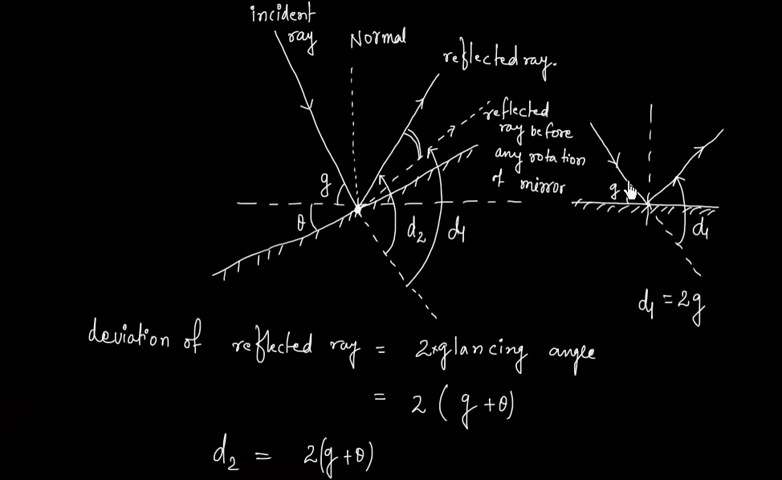 incident
ray
Normal
reflected ray.
reflected
ray before
any rotation
of mirror
g
θ
d₂
d₁
g
d₁
d₁ = 2g
deviation of reflected ray = 2×glancing angle
= 2 ( g +θ)
d₂ = 2(g+θ)